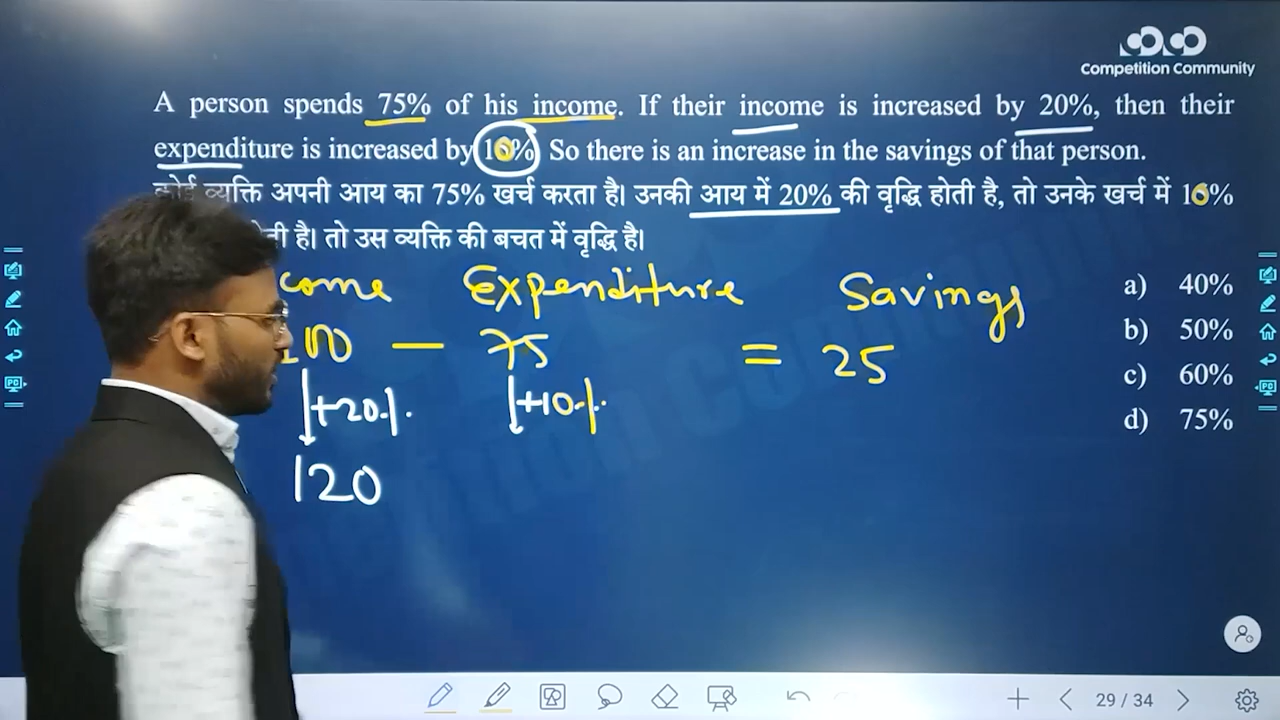 Competition Community
A person spends 75% of his income. If their income is increased by 20%, then their
expenditure is increased by 10% So there is an increase in the savings of that person.
कोई व्यक्ति अपनी आय का 75% खर्च करता है। उनकी आय में 20% की वृद्धि होती है, तो उनके खर्च में 10%
ती है। तो उस व्यक्ति की बचत में वृद्धि है।
come Expenditure Savings
100 - 75 = 25
+20% +10%
120
a) 40%
b) 50%
c) 60%
d) 75%
29 / 34